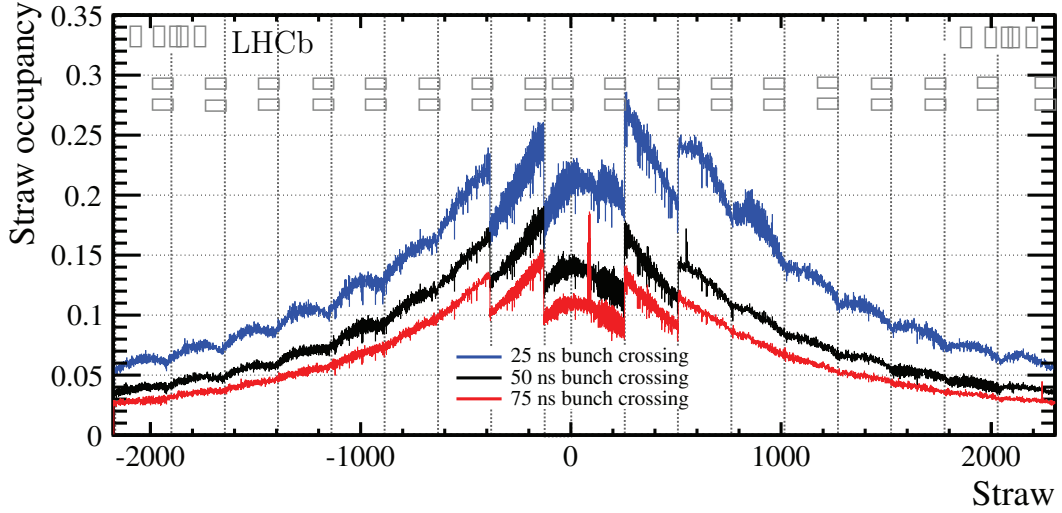 Straw occupancy
0.35
0.3
0.25
0.2
0.15
0.1
0.05
0
LHCb
25 ns bunch crossing
50 ns bunch crossing
75 ns bunch crossing
-2000 -1000 0 1000 2000
Straw